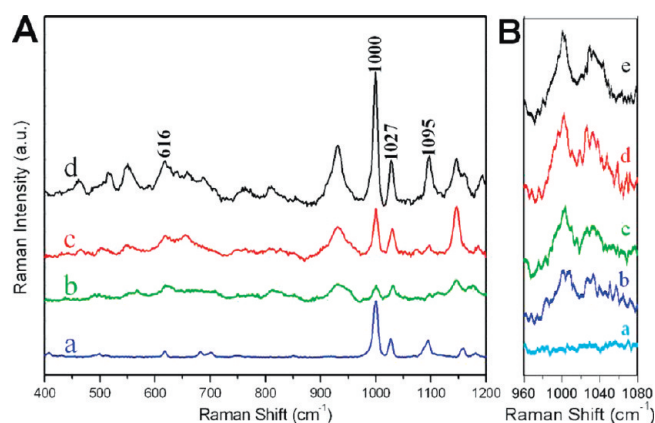 A
B
1000
616
1027
1095
d
c
b
a
e
d
c
b
a
Raman Intensity (a.u.)
400 500 600 700 800 900 1000 1100 1200
960 1000 1040 1080
Raman Shift (cm⁻¹)
Raman Shift (cm⁻¹)